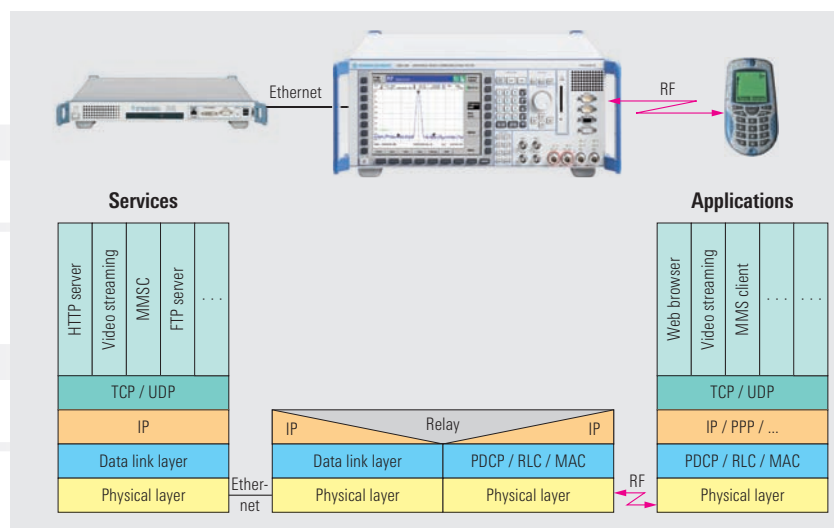 Ethernet
RF
Services
Applications
HTTP server
Video streaming
MMSC
FTP server
. . .
Web browser
Video streaming
MMS client
. . .
. . .
TCP / UDP
TCP / UDP
IP
IP
Relay
IP
IP / PPP / ...
Data link layer
Data link layer
PDCP / RLC / MAC
PDCP / RLC / MAC
Physical layer
Ether-
net
Physical layer
Physical layer
RF
Physical layer